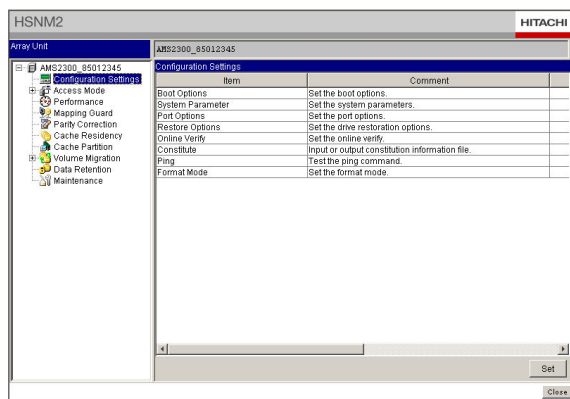 HSNM2
HITACHI
Array Unit
AMS2300_85012345
AMS2300_85012345
Configuration Settings
Access Mode
Performance
Mapping Guard
Parity Correction
Cache Residency
Cache Partition
Volume Migration
Data Retention
Maintenance
Configuration Settings
Item Comment
Boot Options Set the boot options.
System Parameter Set the system parameters.
Port Options Set the port options.
Restore Options Set the drive restoration options.
Online Verify Set the online verify.
Constitute Input or output constitution information file.
Ping Test the ping command.
Format Mode Set the format mode.
Set
Close